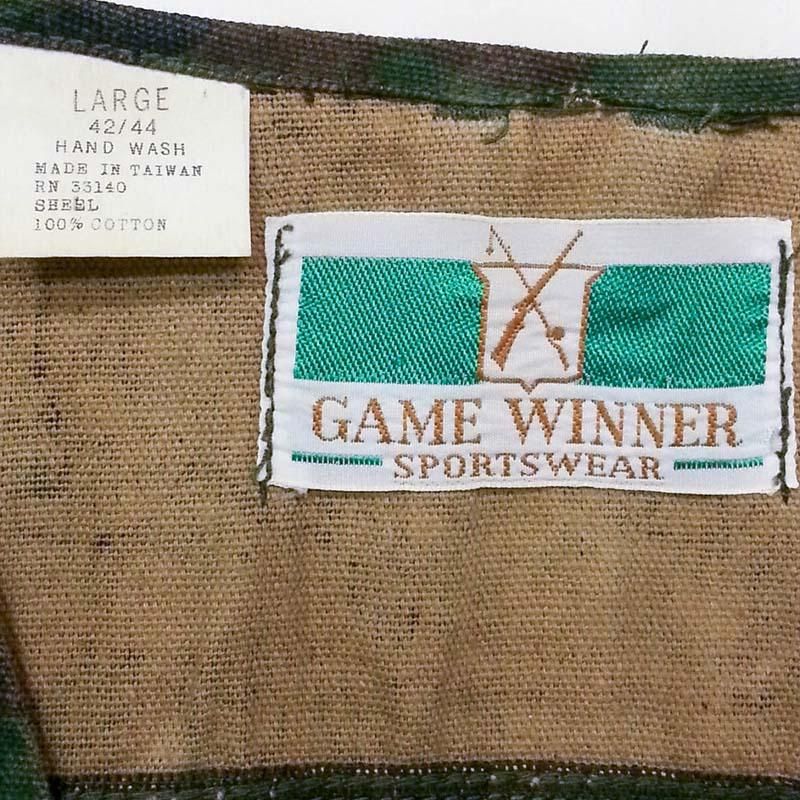 LARGE
42/44
HAND WASH
MADE IN TAIWAN
RN 33140
SHELL
100% COTTON
GAME WINNER
SPORTSWEAR